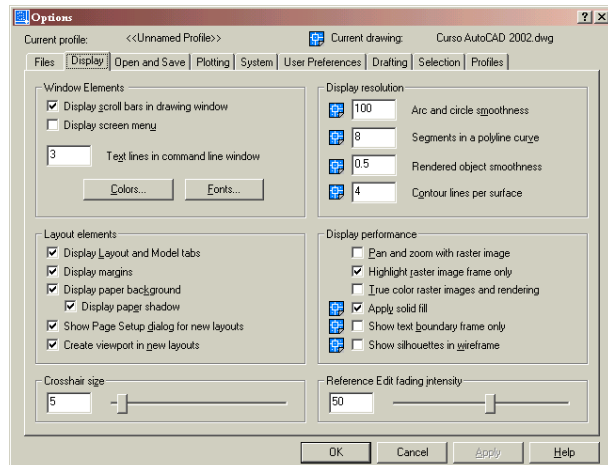 Options
Current profile: <<Unnamed Profile>> Current drawing: Curso AutoCAD 2002.dwg
Files Display Open and Save Plotting System User Preferences Drafting Selection Profiles
Window Elements
Display scroll bars in drawing window
Display screen menu
3 Text lines in command line window
Colors... Fonts...
Display resolution
100 Arc and circle smoothness
8 Segments in a polyline curve
0.5 Rendered object smoothness
4 Contour lines per surface
Layout elements
Display Layout and Model tabs
Display margins
Display paper background
Display paper shadow
Show Page Setup dialog for new layouts
Create viewport in new layouts
Display performance
Pan and zoom with raster image
Highlight raster image frame only
True color raster images and rendering
Apply solid fill
Show text boundary frame only
Show silhouettes in wireframe
Crosshair size
5
Reference Edit fading intensity
50
OK Cancel Apply Help